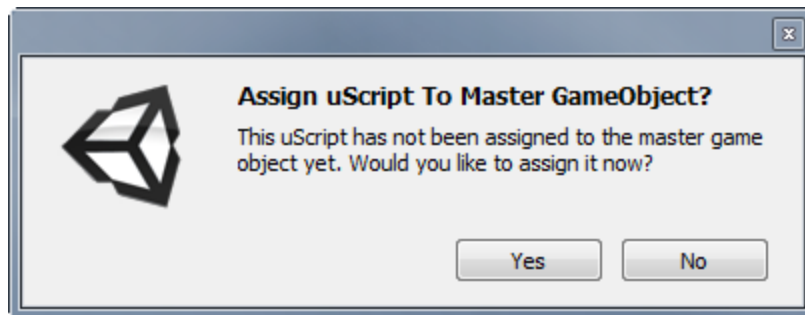 Assign uScript To Master GameObject?
This uScript has not been assigned to the master game
object yet. Would you like to assign it now?
Yes No